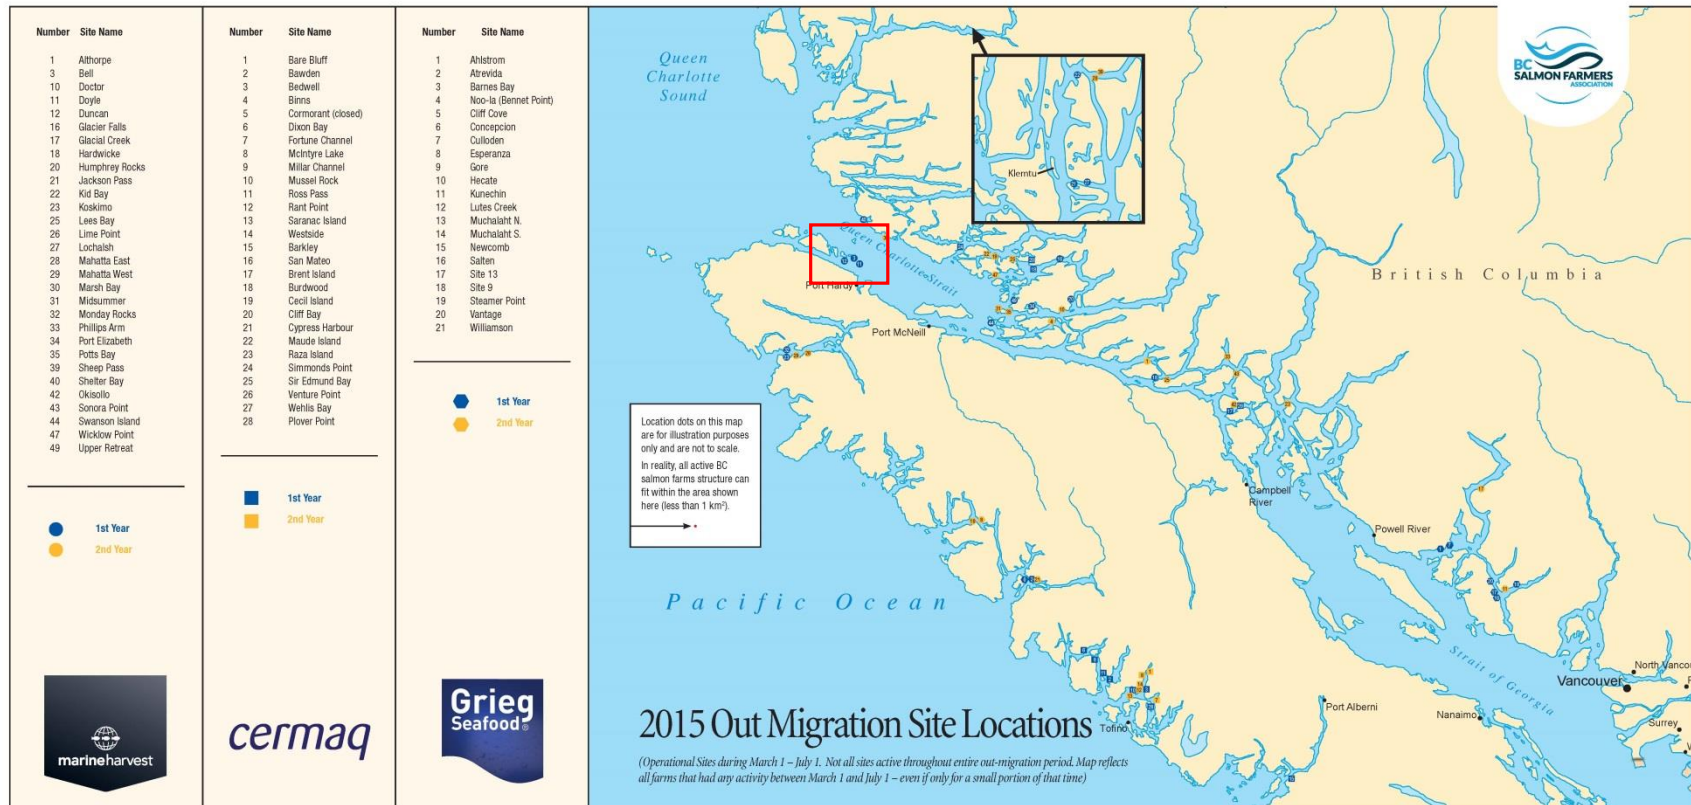 Number Site Name
1 Althorpe
3 Bell
10 Doctor
11 Doyle
12 Duncan
16 Glacier Falls
17 Glacial Creek
18 Hardwicke
20 Humphrey Rocks
21 Jackson Pass
22 Kid Bay
23 Koskimo
25 Lees Bay
26 Lime Point
27 Lochalsh
28 Mahatta East
29 Mahatta West
30 Marsh Bay
31 Midsummer
32 Monday Rocks
33 Phillips Arm
34 Port Elizabeth
35 Potts Bay
39 Sheep Pass
40 Shelter Bay
42 Okisollo
43 Sonora Point
44 Swanson Island
47 Wicklow Point
49 Upper Retreat
1st Year
2nd Year
marineharvest
Number Site Name
1 Bare Bluff
2 Bawden
3 Bedwell
4 Binns
5 Cormorant (closed)
6 Dixon Bay
7 Fortune Channel
8 McIntyre Lake
9 Millar Channel
10 Mussel Rock
11 Ross Pass
12 Rant Point
13 Saranac Island
14 Westside
15 Barkley
16 San Mateo
17 Brent Island
18 Burdwood
19 Cecil Island
20 Cliff Bay
21 Cypress Harbour
22 Maude Island
23 Raza Island
24 Simmonds Point
25 Sir Edmund Bay
26 Venture Point
27 Wehlis Bay
28 Plover Point
1st Year
2nd Year
cermaq
Number Site Name
1 Ahlstrom
2 Atrevida
3 Barnes Bay
4 Noo-la (Bennet Point)
5 Cliff Cove
6 Concepcion
7 Culloden
8 Esperanza
9 Gore
10 Hecate
11 Kunechin
12 Lutes Creek
13 Muchalaht N.
14 Muchalaht S.
15 Newcomb
16 Salten
17 Site 13
18 Site 9
19 Steamer Point
20 Vantage
21 Williamson
1st Year
2nd Year
Grieg
Seafood®
Queen
Charlotte
Sound
Klemtu
BC
SALMON FARMERS
ASSOCIATION
Queen Charlotte Strait
British Columbia
Port Hardy
Port McNeill
Location dots on this map
are for illustration purposes
only and are not to scale.
In reality, all active BC
salmon farms structure can
fit within the area shown
here (less than 1 km²).
Campbell
River
Powell River
Pacific Ocean
Strait of Georgia
North Vancou
Vancouver
Port Alberni
Nanaimo
Surrey
Tofino
2015 Out Migration Site Locations
(Operational Sites during March 1 – July 1. Not all sites active throughout entire out-migration period. Map reflects
all farms that had any activity between March 1 and July 1 – even if only for a small portion of that time)